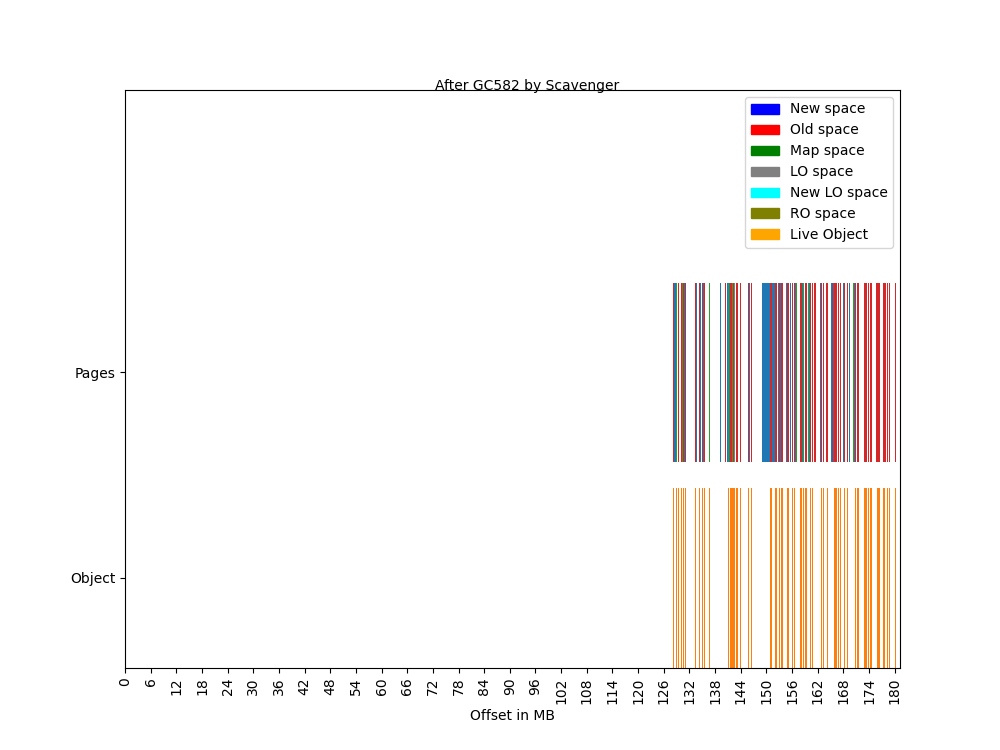 After GC582 by Scavenger
New space
Old space
Map space
LO space
New LO space
RO space
Live Object
Pages
Object
0 6 12 18 24 30 36 42 48 54 60 66 72 78 84 90 96 102 108 114 120 126 132 138 144 150 156 162 168 174 180
Offset in MB